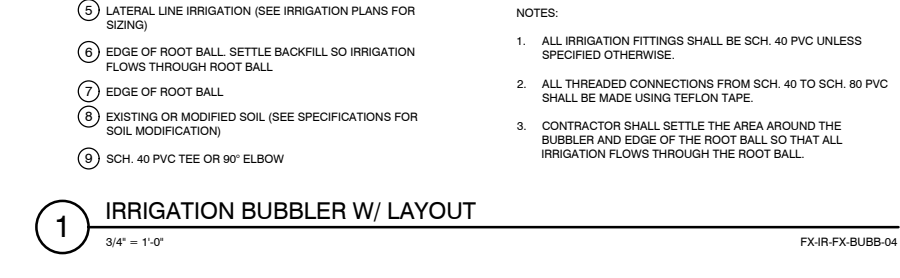 5 LATERAL LINE IRRIGATION (SEE IRRIGATION PLANS FOR
SIZING)
6 EDGE OF ROOT BALL. SETTLE BACKFILL SO IRRIGATION
FLOWS THROUGH ROOT BALL
7 EDGE OF ROOT BALL
8 EXISTING OR MODIFIED SOIL (SEE SPECIFICATIONS FOR
SOIL MODIFICATION)
9 SCH. 40 PVC TEE OR 90° ELBOW
NOTES:
1. ALL IRRIGATION FITTINGS SHALL BE SCH. 40 PVC UNLESS
SPECIFIED OTHERWISE.
2. ALL THREADED CONNECTIONS FROM SCH. 40 TO SCH. 80 PVC
SHALL BE MADE USING TEFLON TAPE.
3. CONTRACTOR SHALL SETTLE THE AREA AROUND THE
BUBBLER AND EDGE OF THE ROOT BALL SO THAT ALL
IRRIGATION FLOWS THROUGH THE ROOT BALL.
1 IRRIGATION BUBBLER W/ LAYOUT
3/4" = 1'-0"
FX-IR-FX-BUBB-04